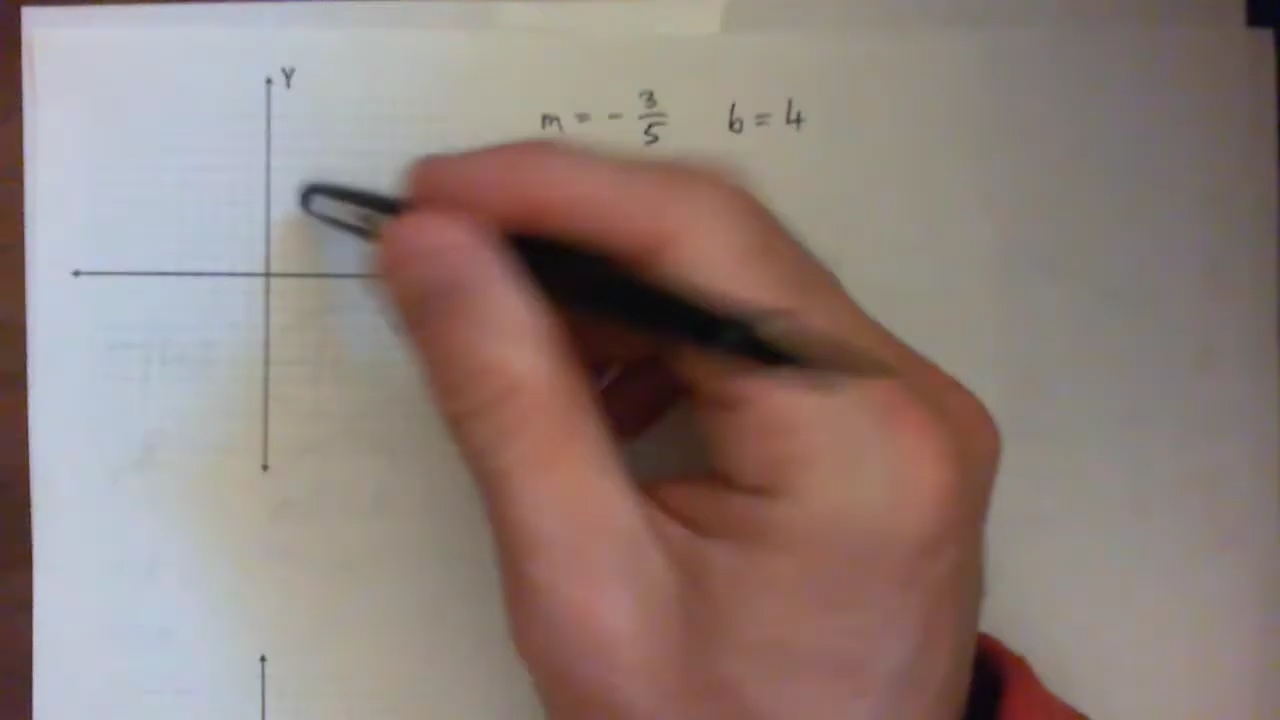 Y
m = - 3/5 b = 4